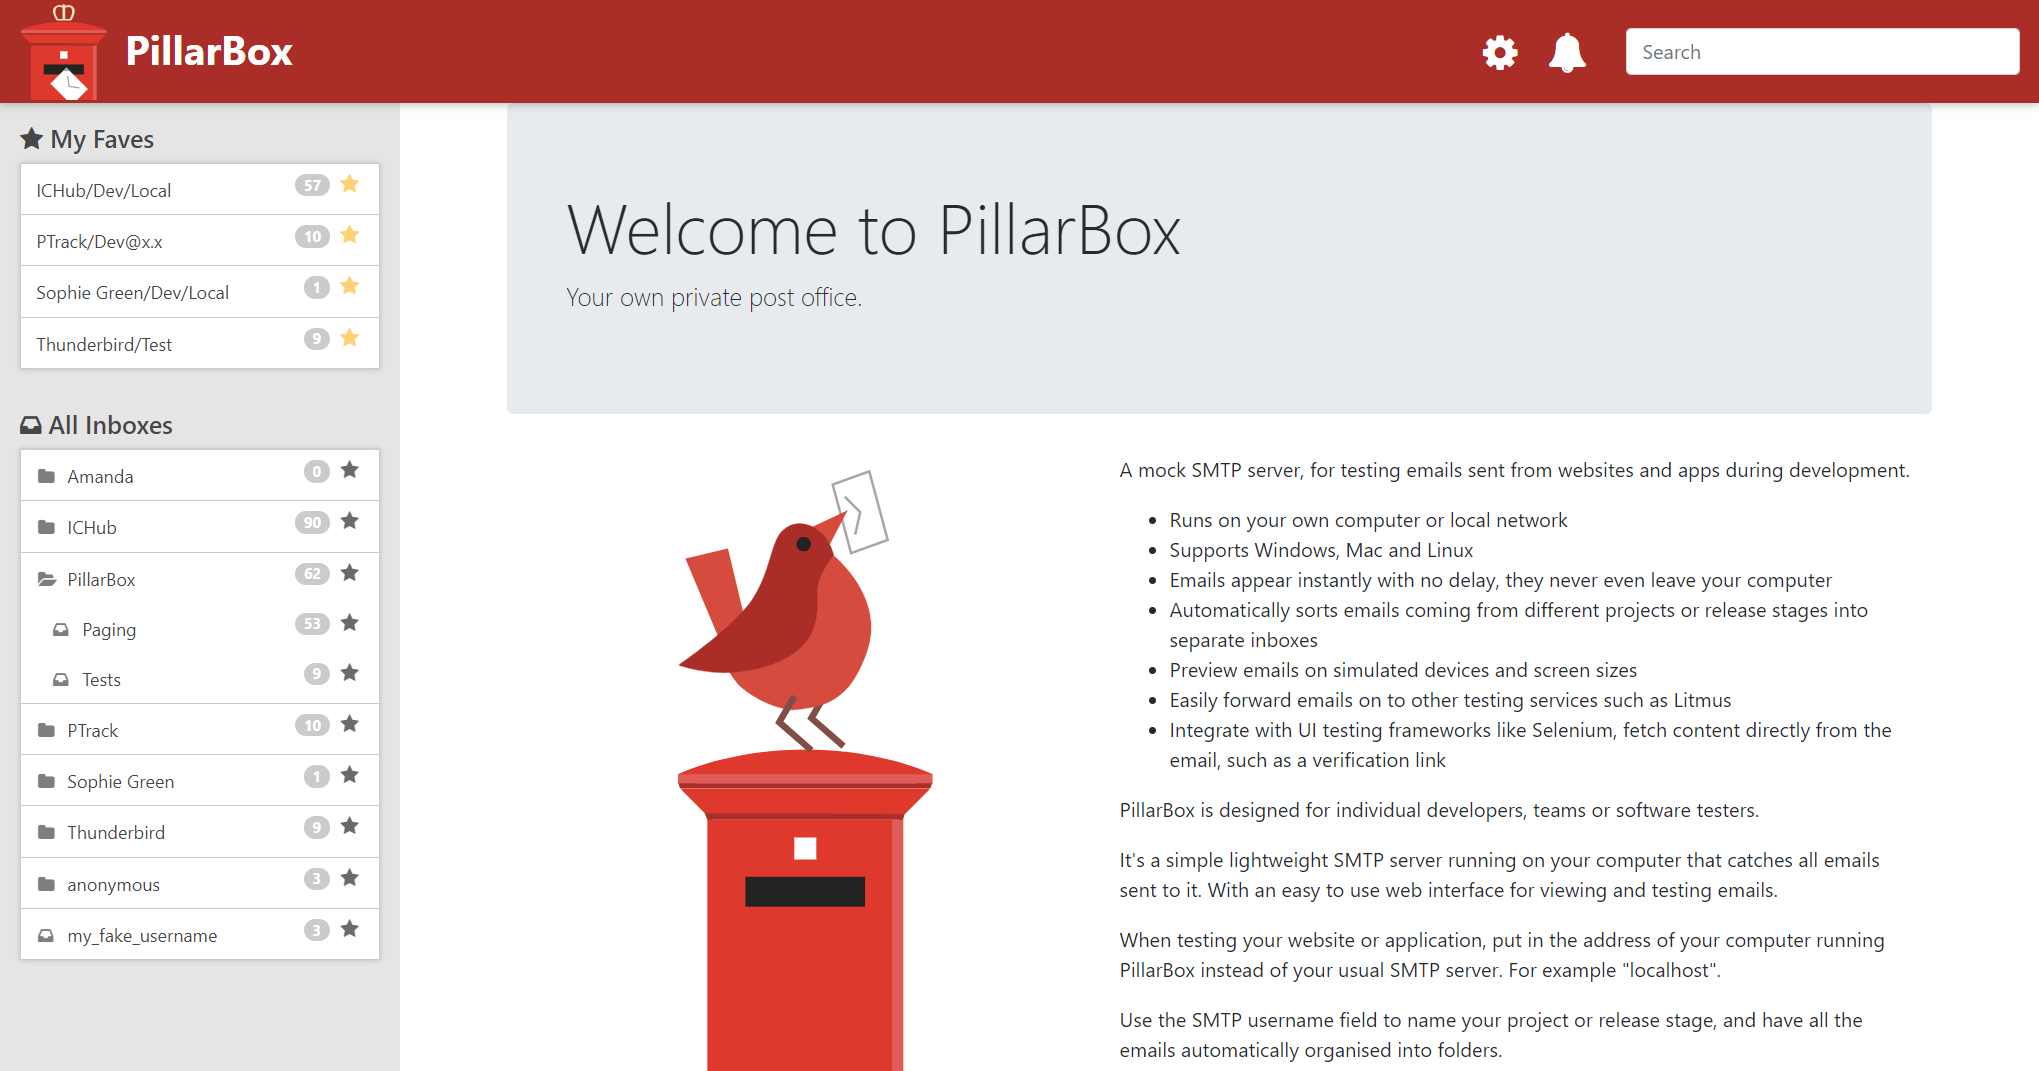 PillarBox
Search
My Faves
ICHub/Dev/Local 57
PTrack/Dev@x.x 10
Sophie Green/Dev/Local 1
Thunderbird/Test 9
All Inboxes
Amanda 0
ICHub 90
PillarBox 62
Paging 53
Tests 9
PTrack 10
Sophie Green 1
Thunderbird 9
anonymous 3
my_fake_username 3
Welcome to PillarBox
Your own private post office.
A mock SMTP server, for testing emails sent from websites and apps during development.
Runs on your own computer or local network
Supports Windows, Mac and Linux
Emails appear instantly with no delay, they never even leave your computer
Automatically sorts emails coming from different projects or release stages into
separate inboxes
Preview emails on simulated devices and screen sizes
Easily forward emails on to other testing services such as Litmus
Integrate with UI testing frameworks like Selenium, fetch content directly from the
email, such as a verification link
PillarBox is designed for individual developers, teams or software testers.
It's a simple lightweight SMTP server running on your computer that catches all emails
sent to it. With an easy to use web interface for viewing and testing emails.
When testing your website or application, put in the address of your computer running
PillarBox instead of your usual SMTP server. For example "localhost".
Use the SMTP username field to name your project or release stage, and have all the
emails automatically organised into folders.